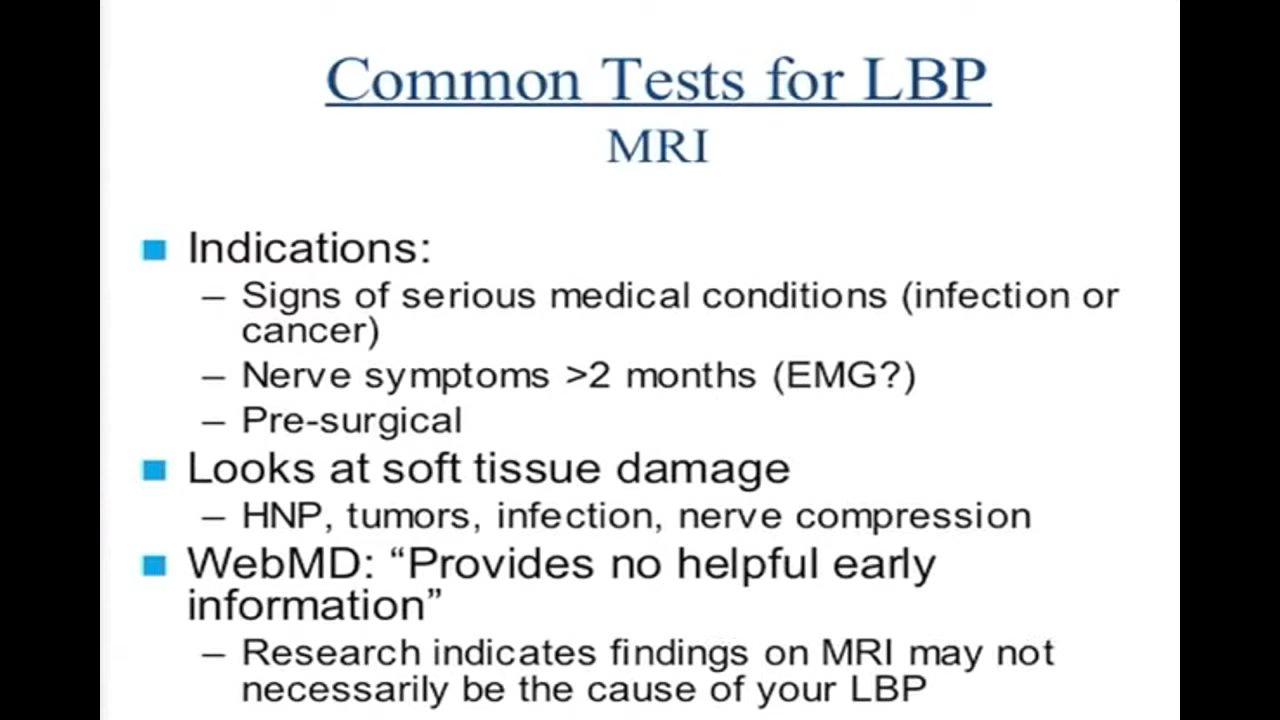 Common Tests for LBP
MRI
■ Indications:
– Signs of serious medical conditions (infection or
cancer)
– Nerve symptoms >2 months (EMG?)
– Pre-surgical
■ Looks at soft tissue damage
– HNP, tumors, infection, nerve compression
■ WebMD: “Provides no helpful early
information”
– Research indicates findings on MRI may not
necessarily be the cause of your LBP